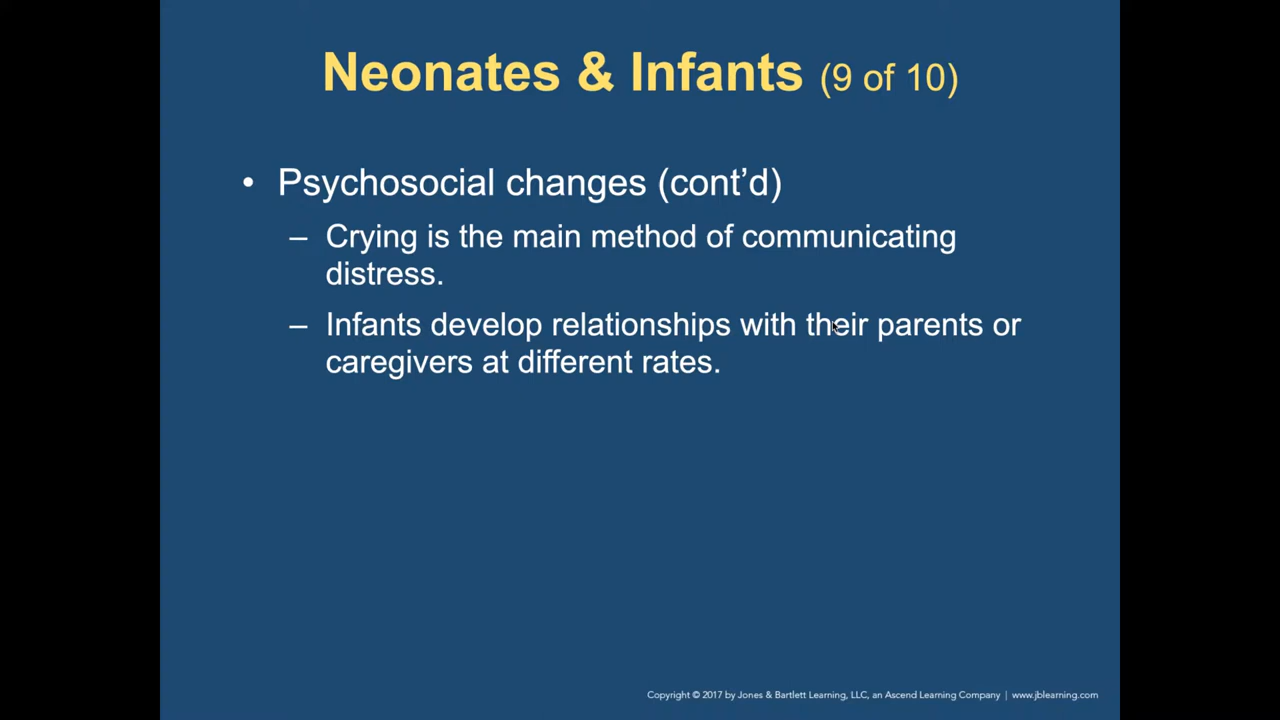 Neonates & Infants (9 of 10)
• Psychosocial changes (cont’d)
– Crying is the main method of communicating
distress.
– Infants develop relationships with their parents or
caregivers at different rates.
Copyright © 2017 by Jones & Bartlett Learning, LLC, an Ascend Learning Company | www.jblearning.com